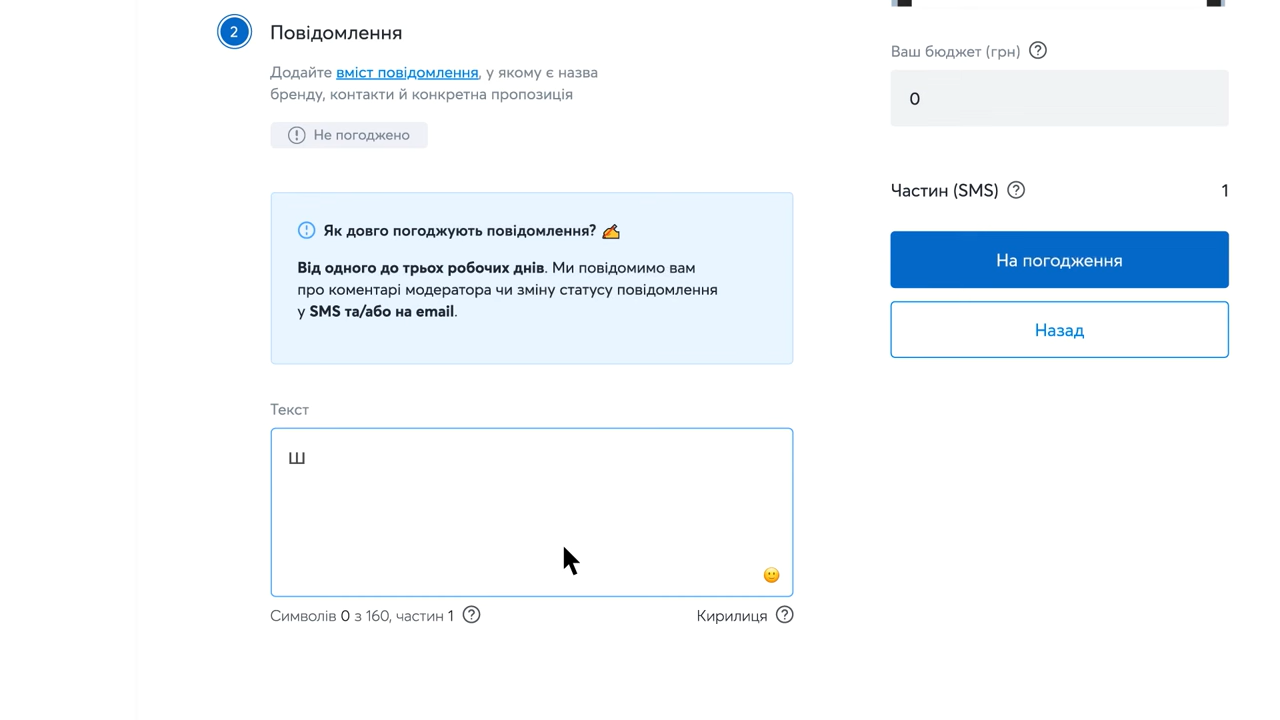 2
Повідомлення
Додайте вміст повідомлення, у якому є назва
бренду, контакти й конкретна пропозиція
Не погоджено
Як довго погоджують повідомлення? ✍️
Від одного до трьох робочих днів. Ми повідомимо вам
про коментарі модератора чи зміну статусу повідомлення
у SMS та/або на email.
Текст
Ш
🙂
Символів 0 з 160, частин 1 ?
Кирилиця ?
Ваш бюджет (грн) ?
0
Частин (SMS) ? 1
На погодження
Назад